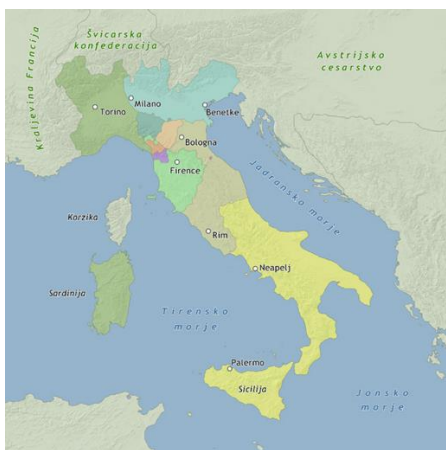 Švicarska
konfederacija
Avstrijsko
cesarstvo
Kraljevina Francija
Milano
Torino
Benetke
Bologna
Firence
Jadransko morje
Korzika
Rim
Neapelj
Sardinija
Tirensko
morje
Palermo
Sicilija
Jonsko
morje